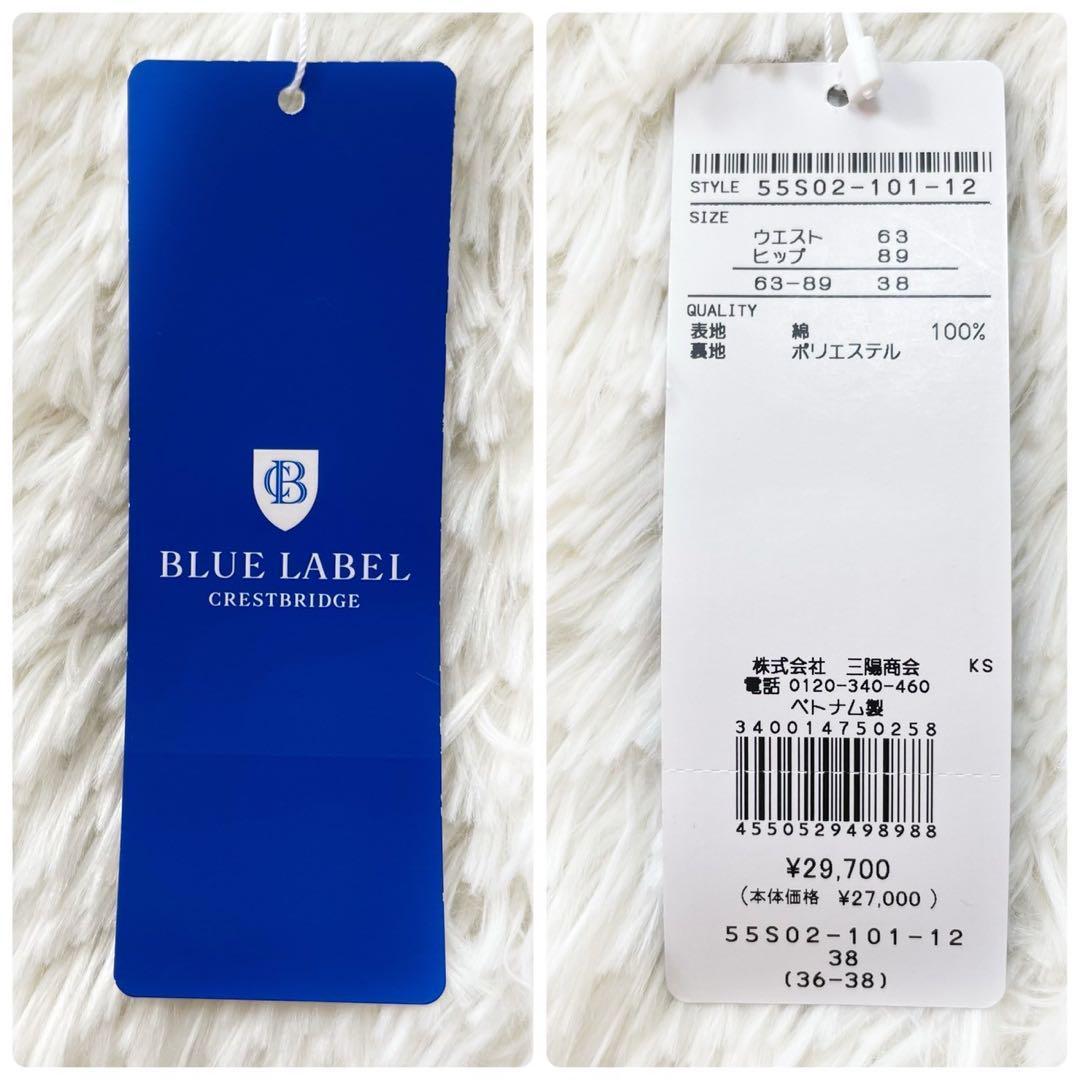 CB
BLUE LABEL
CRESTBRIDGE
STYLE 55S02-101-12
SIZE
ウエスト 63
ヒップ 89
63-89 38
QUALITY
表地 綿 100%
裏地 ポリエステル
株式会社 三陽商会 KS
電話 0120-340-460
ベトナム製
340014750258
4550529498988
¥29,700
(本体価格 ¥27,000)
55S02-101-12
38
(36-38)